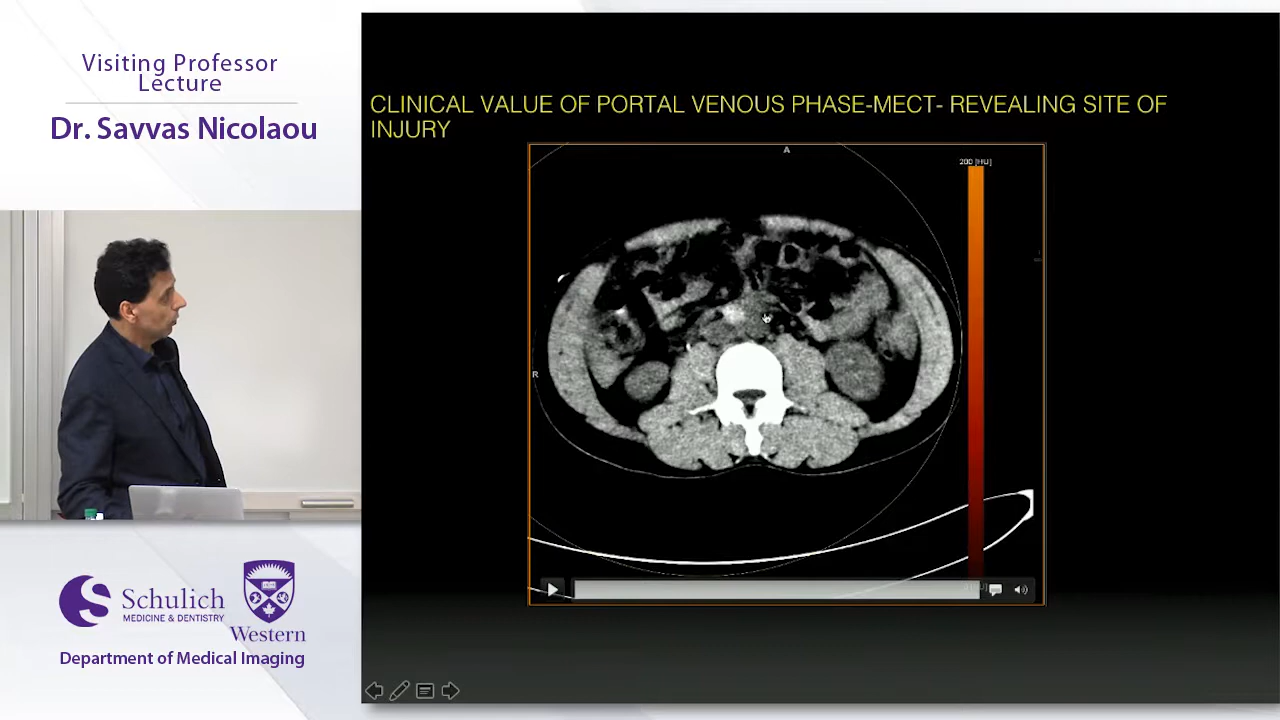 Visiting Professor
Lecture
Dr. Savvas Nicolaou
CLINICAL VALUE OF PORTAL VENOUS PHASE-MECT- REVEALING SITE OF
INJURY
A
200 [HU]
R
Schulich
MEDICINE & DENTISTRY
Western
Department of Medical Imaging